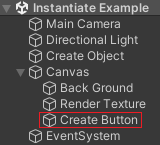 Instantiate Example
Main Camera
Directional Light
Create Object
Canvas
Back Ground
Render Texture
Create Button
EventSystem